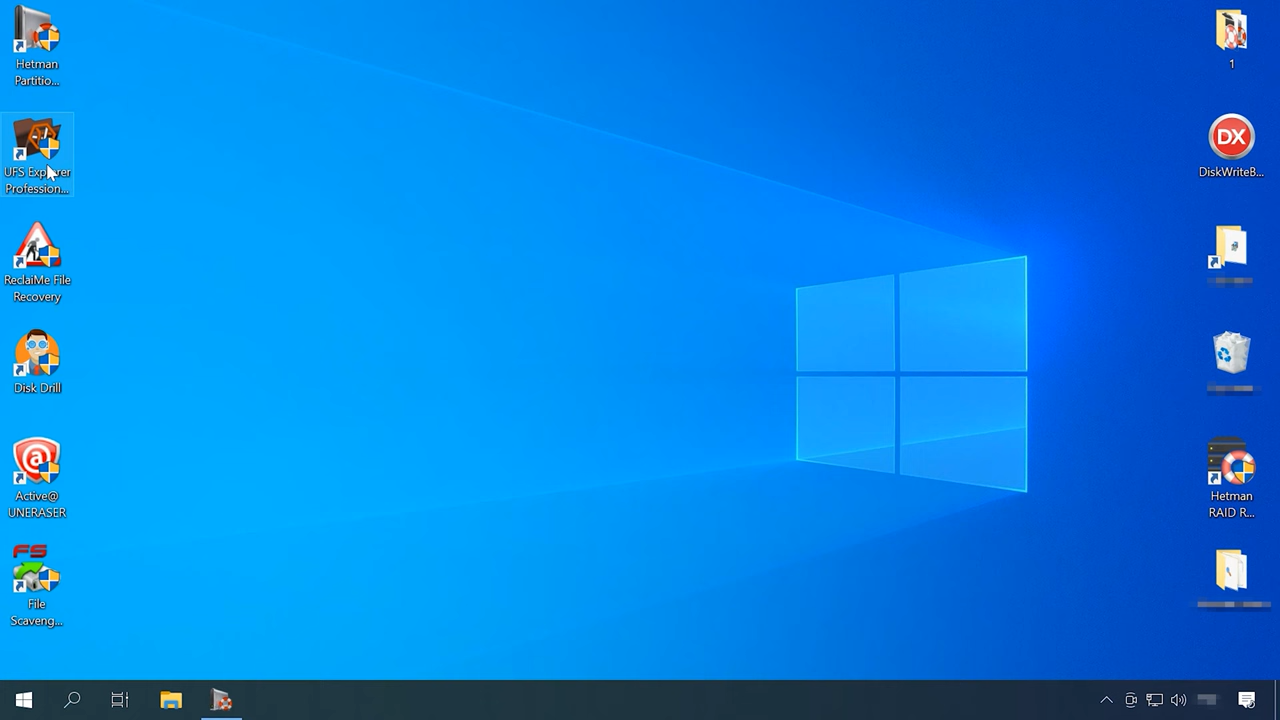 Hetman
Partitio...
UFS Explorer
Profession...
ReclaiMe File
Recovery
Disk Drill
@
Active@
UNERASER
FS
File
Scaveng...
1
DX
DiskWriteB...
Hetman
RAID R...